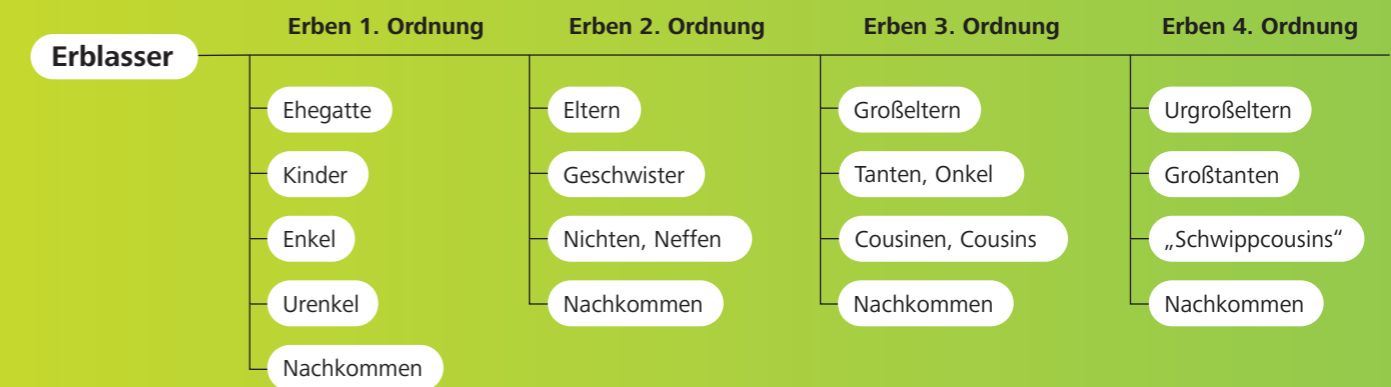 Erblasser
Erben 1. Ordnung
Ehegatte
Kinder
Enkel
Urenkel
Nachkommen
Erben 2. Ordnung
Eltern
Geschwister
Nichten, Neffen
Nachkommen
Erben 3. Ordnung
Großeltern
Tanten, Onkel
Cousinen, Cousins
Nachkommen
Erben 4. Ordnung
Urgroßeltern
Großtanten
„Schwippcousins“
Nachkommen